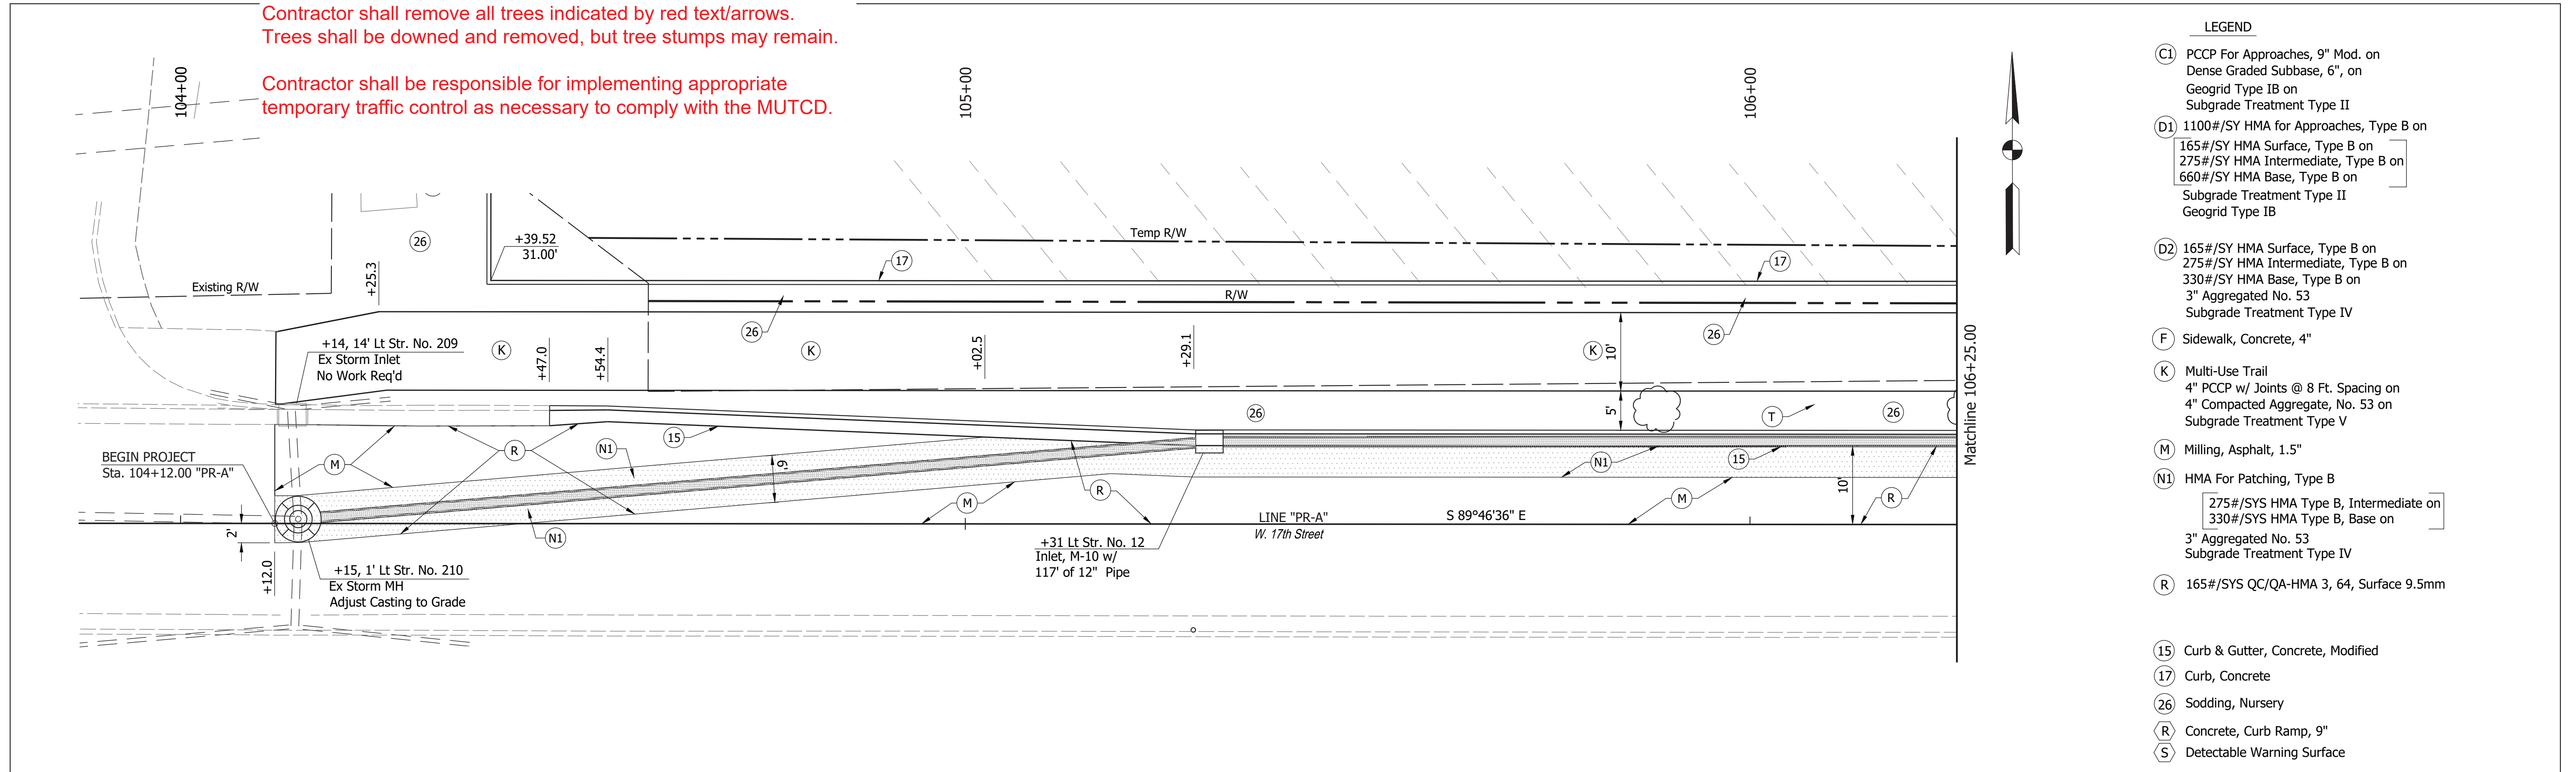 Contractor shall remove all trees indicated by red text/arrows.
Trees shall be downed and removed, but tree stumps may remain.
Contractor shall be responsible for implementing appropriate
temporary traffic control as necessary to comply with the MUTCD.
104+00
105+00
106+00
Temp R/W
+39.52
31.00'
26
17
17
+25.3
Existing R/W
R/W
26
26
+14, 14' Lt Str. No. 209
Ex Storm Inlet
No Work Req'd
K
+47.0
+54.4
K
+02.5
+29.1
K
10'
Matchline 106+25.00
5'
26
T
26
15
BEGIN PROJECT
Sta. 104+12.00 "PR-A"
M
R
N1
9'
N1
15
R
M
M
10'
R
2'
N1
LINE "PR-A"
S 89°46'36" E
W. 17th Street
+12.0
+15, 1' Lt Str. No. 210
Ex Storm MH
Adjust Casting to Grade
+31 Lt Str. No. 12
Inlet, M-10 w/
117' of 12" Pipe
LEGEND
C1 PCCP For Approaches, 9" Mod. on
Dense Graded Subbase, 6", on
Geogrid Type IB on
Subgrade Treatment Type II
D1 1100#/SY HMA for Approaches, Type B on
165#/SY HMA Surface, Type B on
275#/SY HMA Intermediate, Type B on
660#/SY HMA Base, Type B on
Subgrade Treatment Type II
Geogrid Type IB
D2 165#/SY HMA Surface, Type B on
275#/SY HMA Intermediate, Type B on
330#/SY HMA Base, Type B on
3" Aggregated No. 53
Subgrade Treatment Type IV
F Sidewalk, Concrete, 4"
K Multi-Use Trail
4" PCCP w/ Joints @ 8 Ft. Spacing on
4" Compacted Aggregate, No. 53 on
Subgrade Treatment Type V
M Milling, Asphalt, 1.5"
N1 HMA For Patching, Type B
275#/SYS HMA Type B, Intermediate on
330#/SYS HMA Type B, Base on
3" Aggregated No. 53
Subgrade Treatment Type IV
R 165#/SYS QC/QA-HMA 3, 64, Surface 9.5mm
15 Curb & Gutter, Concrete, Modified
17 Curb, Concrete
26 Sodding, Nursery
R Concrete, Curb Ramp, 9"
S Detectable Warning Surface